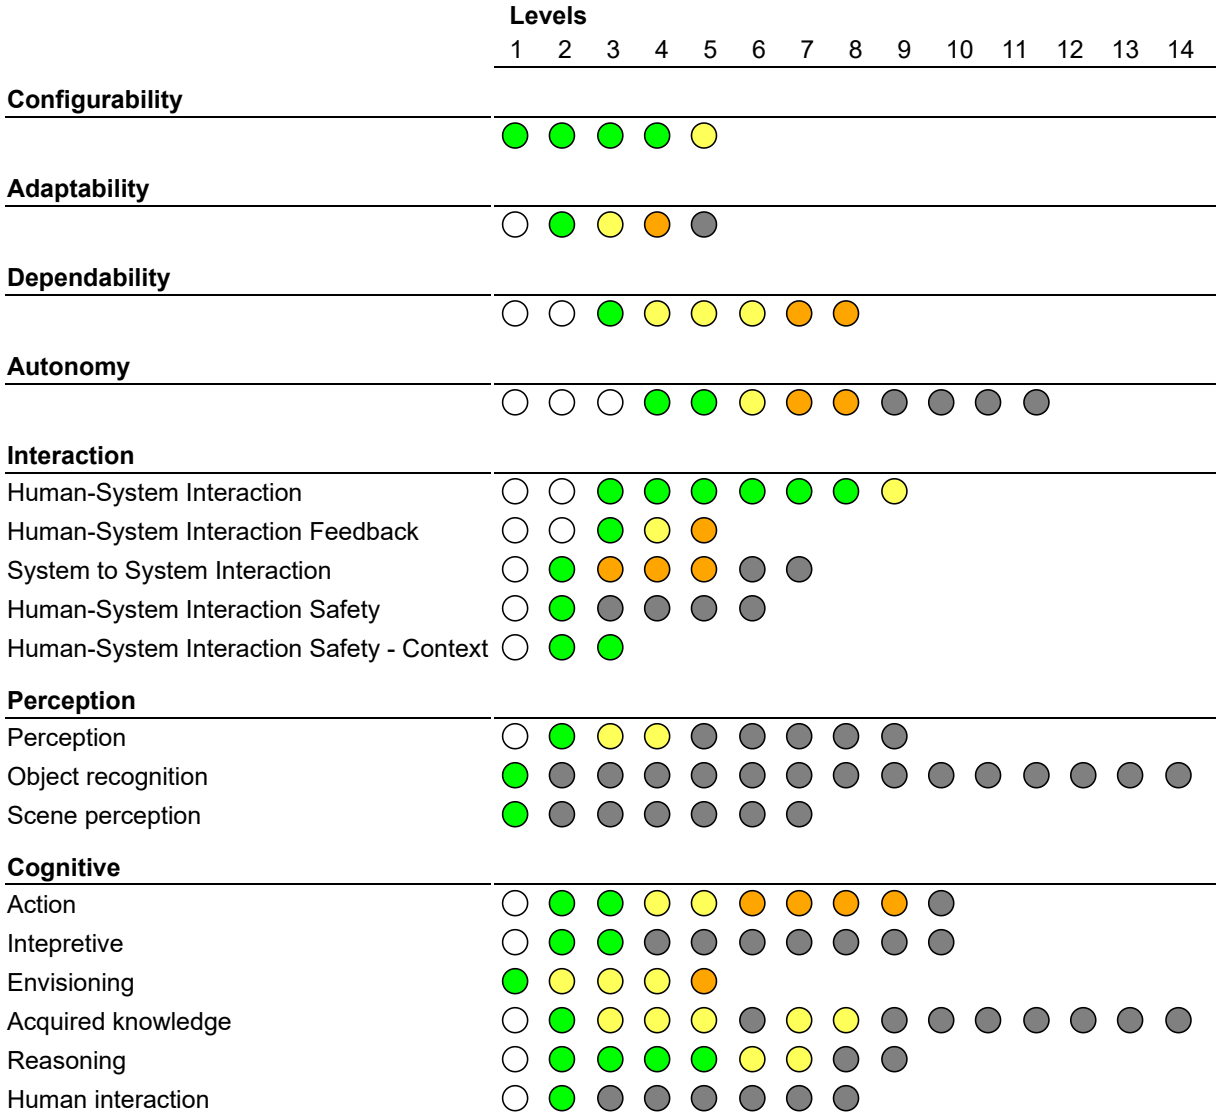 Levels
1 2 3 4 5 6 7 8 9 10 11 12 13 14
Configurability
Adaptability
Dependability
Autonomy
Interaction
Human-System Interaction
Human-System Interaction Feedback
System to System Interaction
Human-System Interaction Safety
Human-System Interaction Safety - Context
Perception
Perception
Object recognition
Scene perception
Cognitive
Action
Intepretive
Envisioning
Acquired knowledge
Reasoning
Human interaction